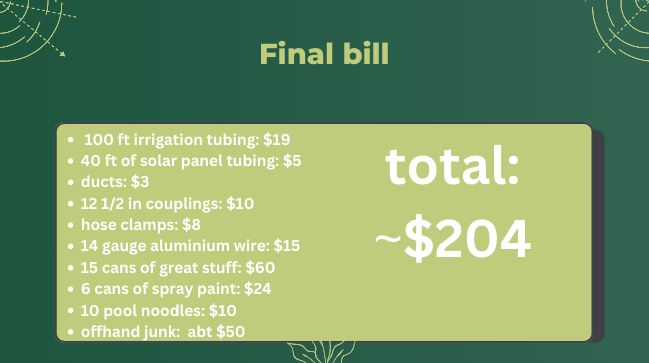 Final bill
100 ft irrigation tubing: $19
40 ft of solar panel tubing: $5
ducts: $3
12 1/2 in couplings: $10
hose clamps: $8
14 gauge aluminium wire: $15
15 cans of great stuff: $60
6 cans of spray paint: $24
10 pool noodles: $10
offhand junk: abt $50
total:
~$204